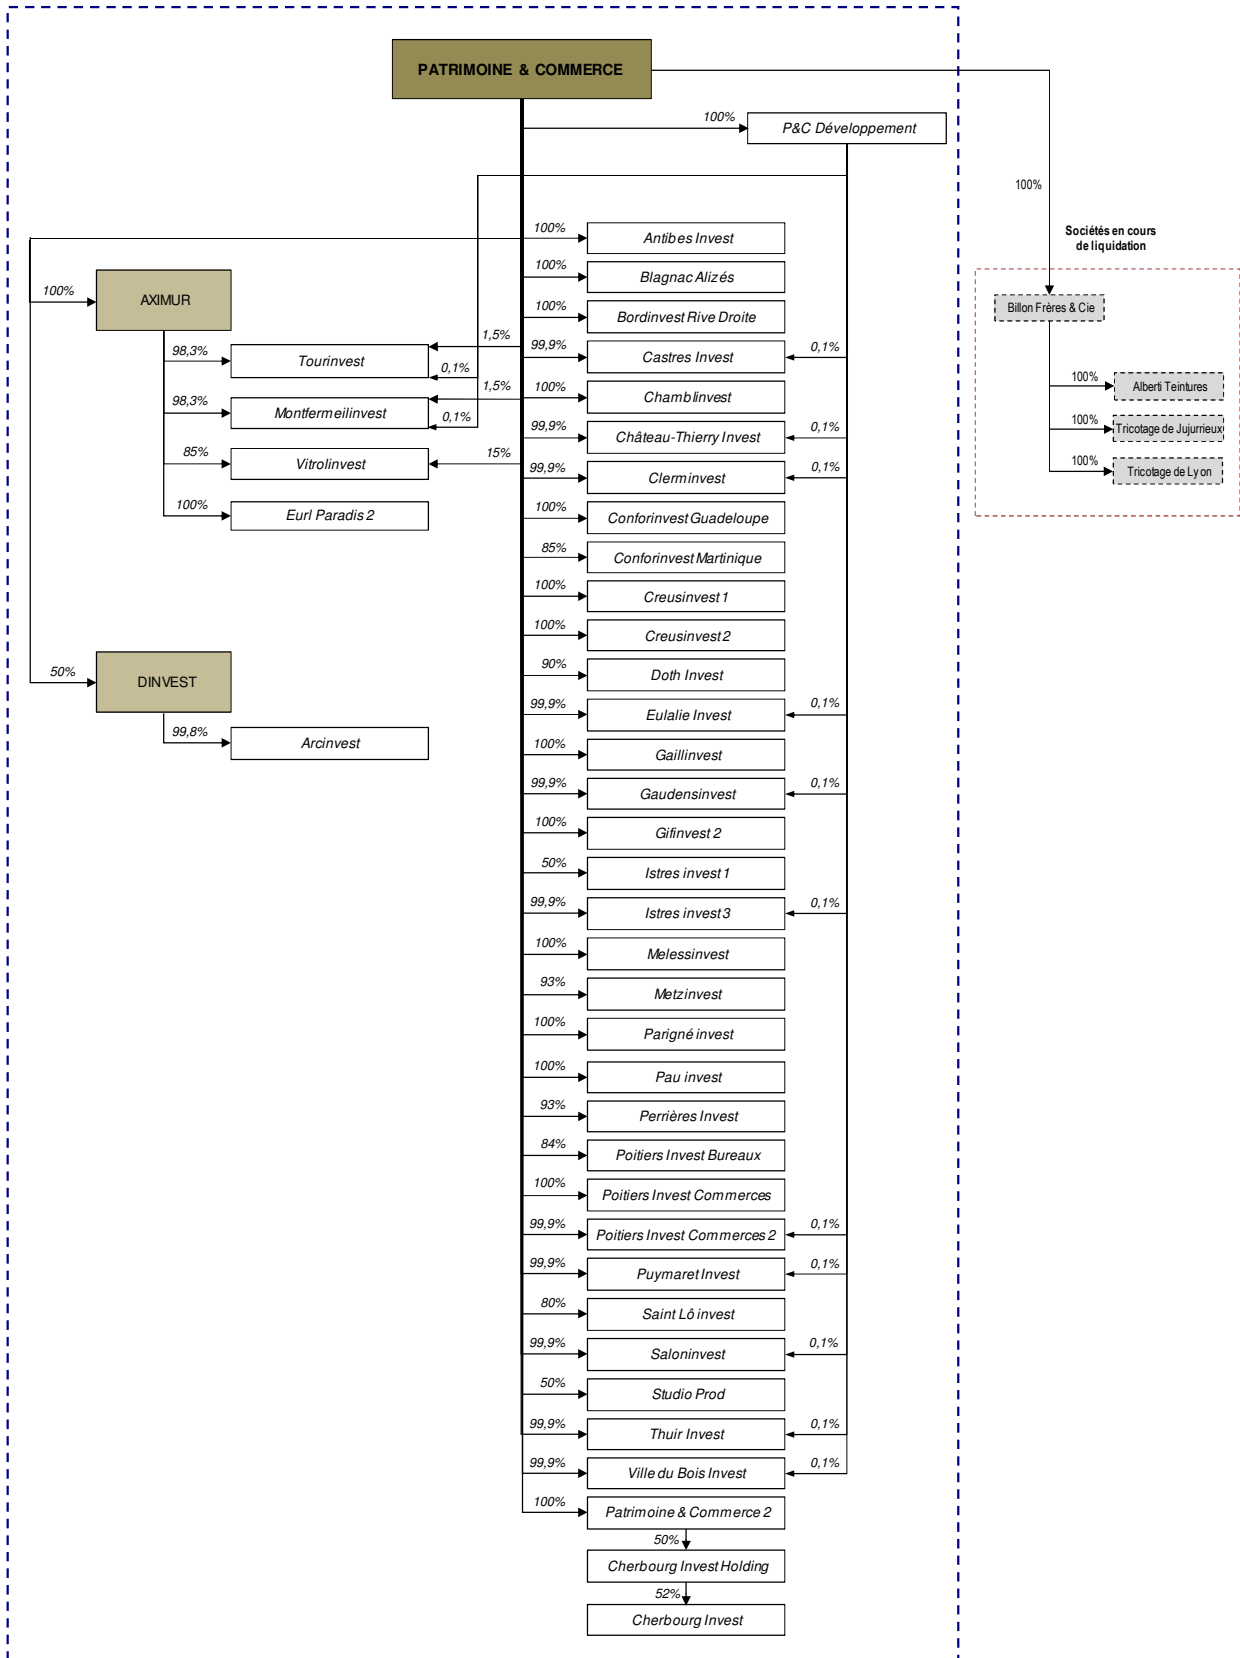 PATRIMOINE & COMMERCE
100%
P&C Développement
100%
Sociétés en cours
de liquidation
100%
Antibes Invest
100%
AXIMUR
100%
Blagnac Alizés
Billon Frères & Cie
100%
Bordinvest Rive Droite
98,3%
Tourinvest
1,5%
0,1%
99,9%
Castres Invest
0,1%
100%
Alberti Teintures
98,3%
Montfermeilinvest
1,5%
0,1%
100%
Chamblinvest
100%
Tricotage de Jujurrieux
99,9%
Château-Thierry Invest
0,1%
85%
Vitrolinvest
15%
99,9%
Clerminvest
0,1%
100%
Tricotage de Lyon
100%
Eurl Paradis 2
100%
Conforinvest Guadeloupe
85%
Conforinvest Martinique
100%
Creusinvest 1
100%
Creusinvest 2
50%
DINVEST
90%
Doth Invest
99,9%
Eulalie Invest
0,1%
99,8%
Arcinvest
100%
Gaillinvest
99,9%
Gaudensinvest
0,1%
100%
Gifinvest 2
50%
Istres invest 1
99,9%
Istres invest 3
0,1%
100%
Melessinvest
93%
Metzinvest
100%
Parigné invest
100%
Pau invest
93%
Perrières Invest
84%
Poitiers Invest Bureaux
100%
Poitiers Invest Commerces
99,9%
Poitiers Invest Commerces 2
0,1%
99,9%
Puymaret Invest
0,1%
80%
Saint Lô invest
99,9%
Saloninvest
0,1%
50%
Studio Prod
99,9%
Thuir Invest
0,1%
99,9%
Ville du Bois Invest
0,1%
100%
Patrimoine & Commerce 2
50%
Cherbourg Invest Holding
52%
Cherbourg Invest